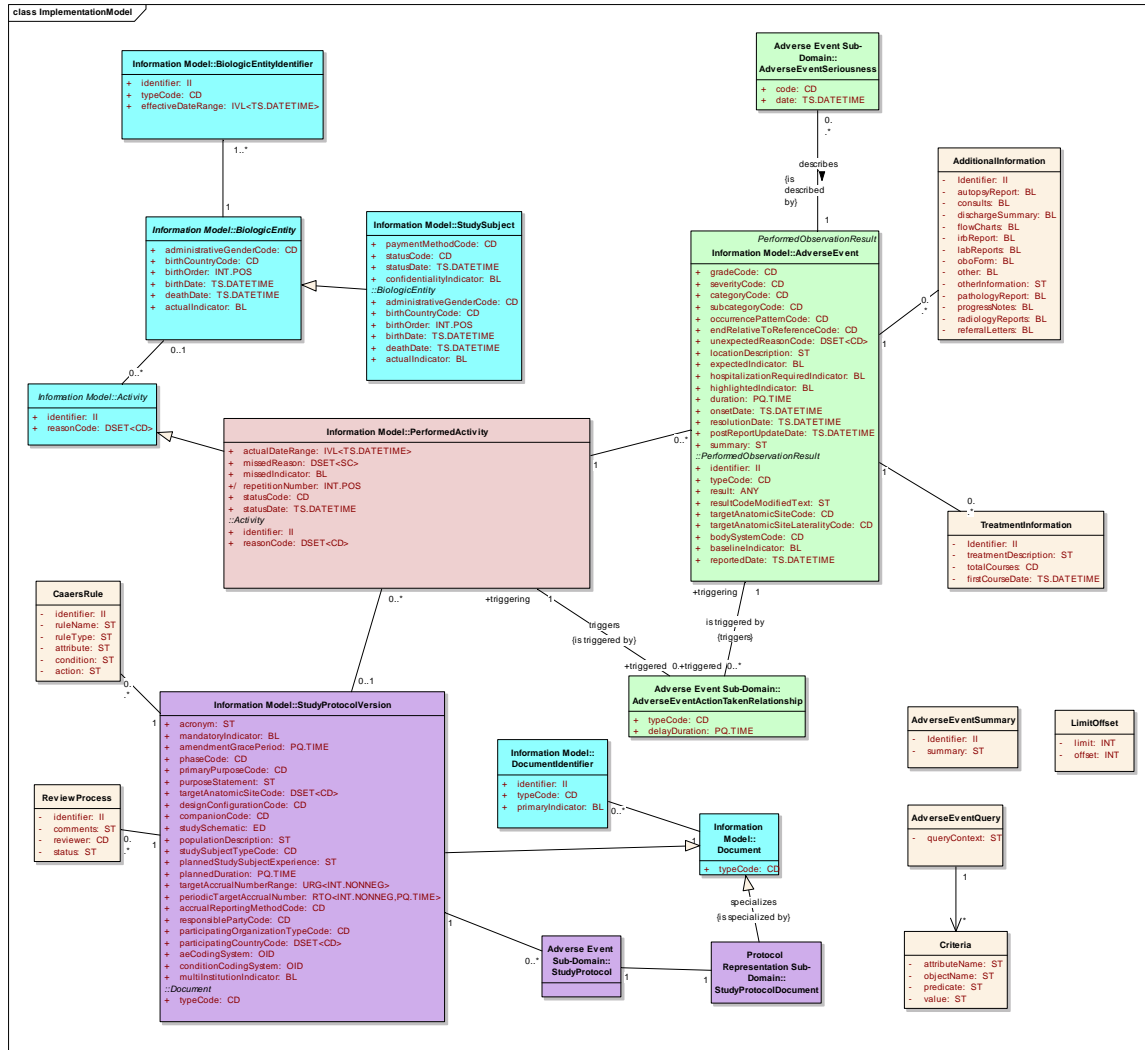 class ImplementationModel
Information Model::BiologicEntityIdentifier
+ identifier: II
+ typeCode: CD
+ effectiveDateRange: IVL<TS.DATETIME>
1..*
1
Adverse Event Sub-
Domain::
AdverseEventSeriousness
+ code: CD
+ date: TS.DATETIME
0.
.*
describes
{is
described
by}
1
AdditionalInformation
- Identifier: II
- autopsyReport: BL
- consults: BL
- dischargeSummary: BL
- flowCharts: BL
- irbReport: BL
- labReports: BL
- oboForm: BL
- other: BL
- otherInformation: ST
- pathologyReport: BL
- progressNotes: BL
- radiologyReports: BL
- referralLetters: BL
0.
.*
1
Information Model::BiologicEntity
+ administrativeGenderCode: CD
+ birthCountryCode: CD
+ birthOrder: INT.POS
+ birthDate: TS.DATETIME
+ deathDate: TS.DATETIME
+ actualIndicator: BL
0..1
0..*
Information Model::StudySubject
+ paymentMethodCode: CD
+ statusCode: CD
+ statusDate: TS.DATETIME
+ confidentialityIndicator: BL
::BiologicEntity
+ administrativeGenderCode: CD
+ birthCountryCode: CD
+ birthOrder: INT.POS
+ birthDate: TS.DATETIME
+ deathDate: TS.DATETIME
+ actualIndicator: BL
PerformedObservationResult
Information Model::AdverseEvent
+ gradeCode: CD
+ severityCode: CD
+ categoryCode: CD
+ subcategoryCode: CD
+ occurrencePatternCode: CD
+ endRelativeToReferenceCode: CD
+ unexpectedReasonCode: DSET<CD>
+ locationDescription: ST
+ expectedIndicator: BL
+ hospitalizationRequiredIndicator: BL
+ highlightedIndicator: BL
+ duration: PQ.TIME
+ onsetDate: TS.DATETIME
+ resolutionDate: TS.DATETIME
+ postReportUpdateDate: TS.DATETIME
+ summary: ST
::PerformedObservationResult
+ identifier: II
+ typeCode: CD
+ result: ANY
+ resultCodeModifiedText: ST
+ targetAnatomicSiteCode: CD
+ targetAnatomicSiteLateralityCode: CD
+ bodySystemCode: CD
+ baselineIndicator: BL
+ reportedDate: TS.DATETIME
Information Model::Activity
+ identifier: II
+ reasonCode: DSET<CD>
Information Model::PerformedActivity
+ actualDateRange: IVL<TS.DATETIME>
+ missedReason: DSET<SC>
+ missedIndicator: BL
+/ repetitionNumber: INT.POS
+ statusCode: CD
+ statusDate: TS.DATETIME
::Activity
+ identifier: II
+ reasonCode: DSET<CD>
1
0..*
1
0.
.*
TreatmentInformation
- Identifier: II
- treatmentDescription: ST
- totalCourses: CD
- firstCourseDate: TS.DATETIME
0..*
0..1
+triggering 1
triggers
{is triggered by}
+triggered 0.
+triggering 1
is triggered by
{triggers}
+triggered 0..*
Adverse Event Sub-Domain::
AdverseEventActionTakenRelationship
+ typeCode: CD
+ delayDuration: PQ.TIME
CaaersRule
- identifier: II
- ruleName: ST
- ruleType: ST
- attribute: ST
- condition: ST
- action: ST
0.
.*
1
Information Model::StudyProtocolVersion
+ acronym: ST
+ mandatoryIndicator: BL
+ amendmentGracePeriod: PQ.TIME
+ phaseCode: CD
+ primaryPurposeCode: CD
+ purposeStatement: ST
+ targetAnatomicSiteCode: DSET<CD>
+ designConfigurationCode: CD
+ companionCode: CD
+ studySchematic: ED
+ populationDescription: ST
+ studySubjectTypeCode: CD
+ plannedStudySubjectExperience: ST
+ plannedDuration: PQ.TIME
+ targetAccrualNumberRange: URG<INT.NONNEG>
+ periodicTargetAccrualNumber: RTO<INT.NONNEG,PQ.TIME>
+ accrualReportingMethodCode: CD
+ responsiblePartyCode: CD
+ participatingOrganizationTypeCode: CD
+ participatingCountryCode: DSET<CD>
+ aeCodingSystem: OID
+ conditionCodingSystem: OID
+ multiInstitutionIndicator: BL
::Document
+ typeCode: CD
ReviewProcess
- identifier: II
- comments: ST
- reviewer: CD
- status: ST
0.
.*
1
Information Model::
DocumentIdentifier
+ identifier: II
+ typeCode: CD
+ primaryIndicator: BL
0..*
1
Information
Model::
Document
+ typeCode: CD
specializes
{is specialized by}
1
0..*
Adverse Event
Sub-Domain::
StudyProtocol
1
1
Protocol
Representation Sub-
Domain::
StudyProtocolDocument
AdverseEventSummary
- Identifier: II
- summary: ST
LimitOffset
- limit: INT
- offset: INT
AdverseEventQuery
- queryContext: ST
1
*
Criteria
- attributeName: ST
- objectName: ST
- predicate: ST
- value: ST